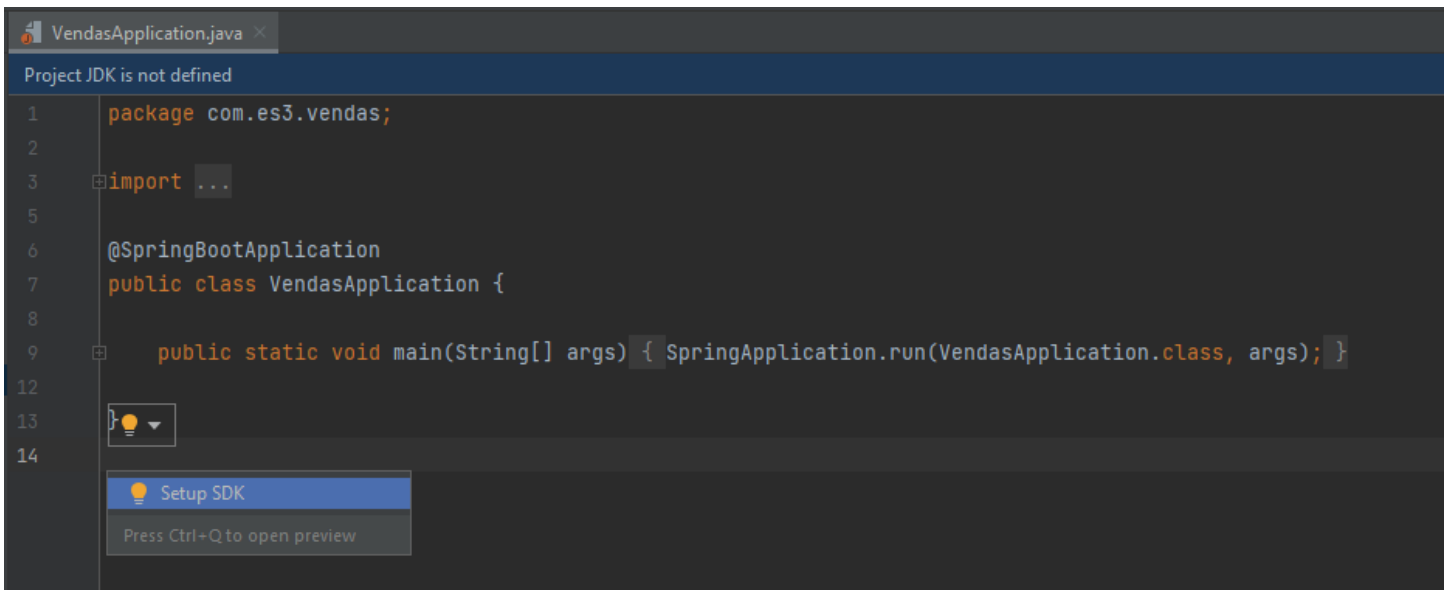 VendasApplication.java
Project JDK is not defined
1 package com.es3.vendas;
2
3 import ...
5
6 @SpringBootApplication
7 public class VendasApplication {
8
9 public static void main(String[] args) { SpringApplication.run(VendasApplication.class, args); }
12
13 }
14
Setup SDK
Press Ctrl+Q to open preview